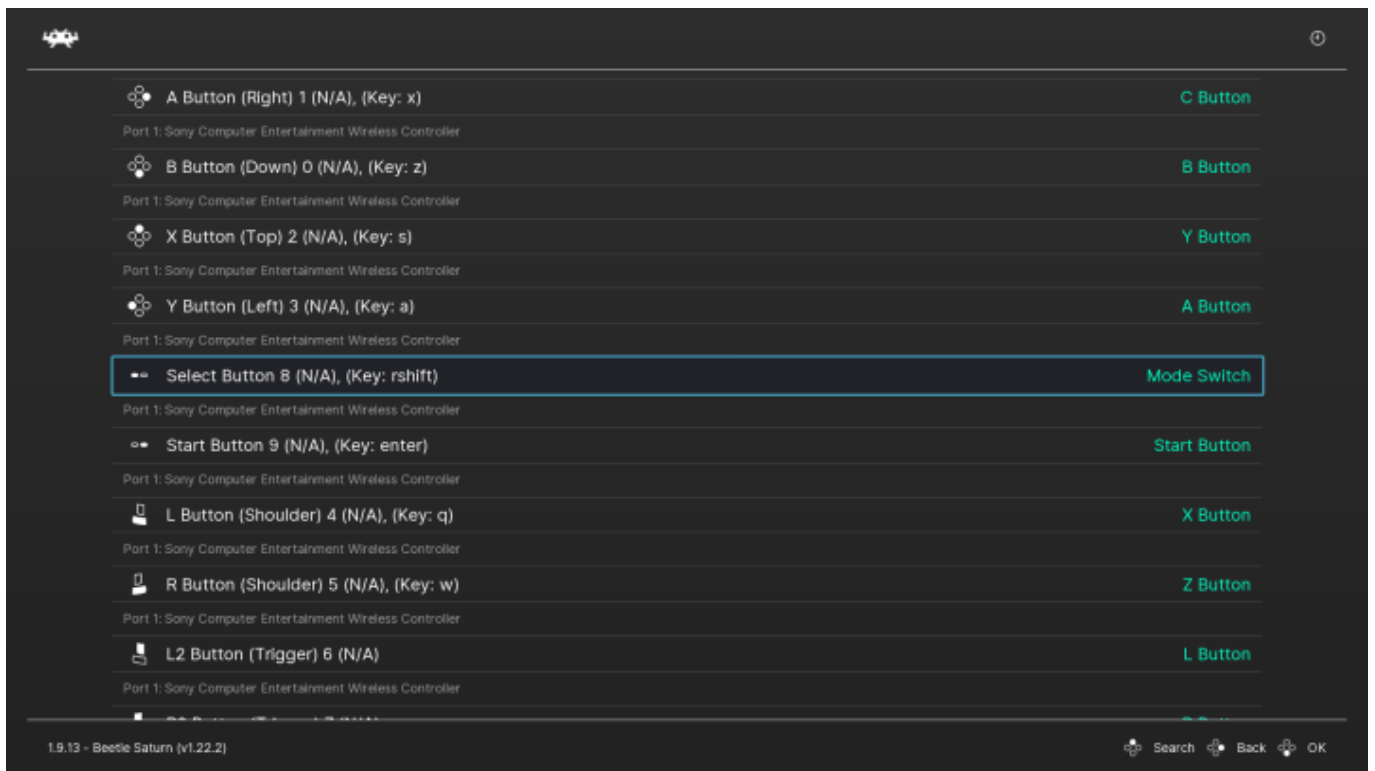 A Button (Right) 1 (N/A), (Key: x) C Button
Port 1: Sony Computer Entertainment Wireless Controller
B Button (Down) 0 (N/A), (Key: z) B Button
Port 1: Sony Computer Entertainment Wireless Controller
X Button (Top) 2 (N/A), (Key: s) Y Button
Port 1: Sony Computer Entertainment Wireless Controller
Y Button (Left) 3 (N/A), (Key: a) A Button
Port 1: Sony Computer Entertainment Wireless Controller
Select Button 8 (N/A), (Key: rshift) Mode Switch
Port 1: Sony Computer Entertainment Wireless Controller
Start Button 9 (N/A), (Key: enter) Start Button
Port 1: Sony Computer Entertainment Wireless Controller
L Button (Shoulder) 4 (N/A), (Key: q) X Button
Port 1: Sony Computer Entertainment Wireless Controller
R Button (Shoulder) 5 (N/A), (Key: w) Z Button
Port 1: Sony Computer Entertainment Wireless Controller
L2 Button (Trigger) 6 (N/A) L Button
Port 1: Sony Computer Entertainment Wireless Controller
1.9.13 - Beetle Saturn (v1.22.2) Search Back OK